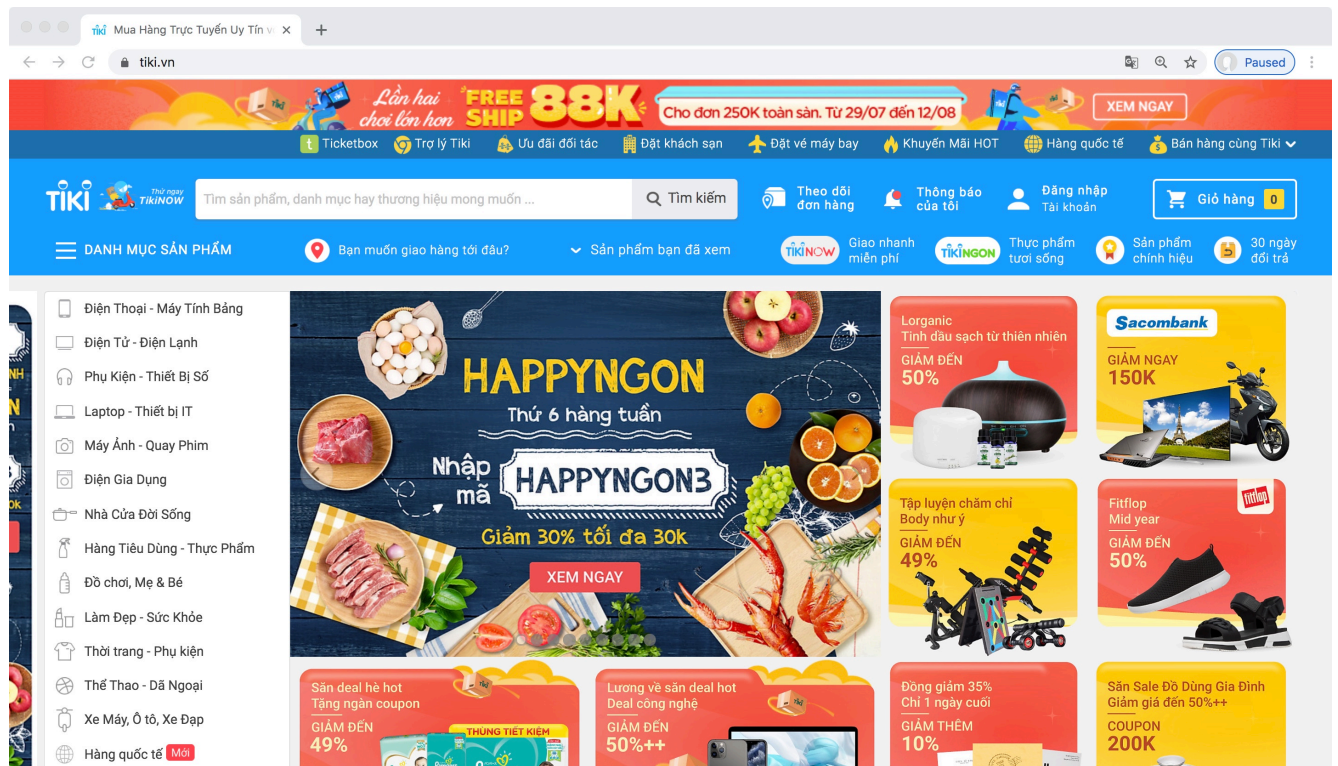 TIKI Mua Hàng Trực Tuyến Uy Tín v
tiki.vn
Paused
Lần hai
chơi lớn hơn
FREE
SHIP
88K
Cho đơn 250K toàn sàn. Từ 29/07 đến 12/08
XEM NGAY
Ticketbox
Trợ lý Tiki
Ưu đãi đối tác
Đặt khách sạn
Đặt vé máy bay
Khuyến Mãi HOT
Hàng quốc tế
Bán hàng cùng Tiki
TIKI
Thử ngay
TIKINOW
Tìm sản phẩm, danh mục hay thương hiệu mong muốn ...
Tìm kiếm
Theo dõi
đơn hàng
Thông báo
của tôi
Đăng nhập
Tài khoản
Giỏ hàng 0
DANH MỤC SẢN PHẨM
Bạn muốn giao hàng tới đâu?
Sản phẩm bạn đã xem
TIKINOW
Giao nhanh
miễn phí
TIKINGON
Thực phẩm
tươi sống
Sản phẩm
chính hiệu
30 ngày
đổi trả
Điện Thoại - Máy Tính Bảng
Điện Tử - Điện Lạnh
Phụ Kiện - Thiết Bị Số
Laptop - Thiết bị IT
Máy Ảnh - Quay Phim
Điện Gia Dụng
Nhà Cửa Đời Sống
Hàng Tiêu Dùng - Thực Phẩm
Đồ chơi, Mẹ & Bé
Làm Đẹp - Sức Khỏe
Thời trang - Phụ kiện
Thể Thao - Dã Ngoại
Xe Máy, Ô tô, Xe Đạp
Hàng quốc tế Mới
HAPPYNGON
Thứ 6 hàng tuần
Nhập
mã
HAPPYNGON3
Giảm 30% tối đa 30k
XEM NGAY
Lorganic
Tinh dầu sạch từ thiên nhiên
GIẢM ĐẾN
50%
Sacombank
GIẢM NGAY
150K
Tập luyện chăm chỉ
Body như ý
GIẢM ĐẾN
49%
fitflop
Fitflop
Mid year
GIẢM ĐẾN
50%
Săn deal hè hot
Tặng ngàn coupon
GIẢM ĐẾN
49%
THÙNG TIẾT KIỆM
Lương về săn deal hot
Deal công nghệ
GIẢM ĐẾN
50%++
Đồng giảm 35%
Chỉ 1 ngày cuối
GIẢM THÊM
10%
Săn Sale Đồ Dùng Gia Đình
Giảm giá đến 50%++
COUPON
200K